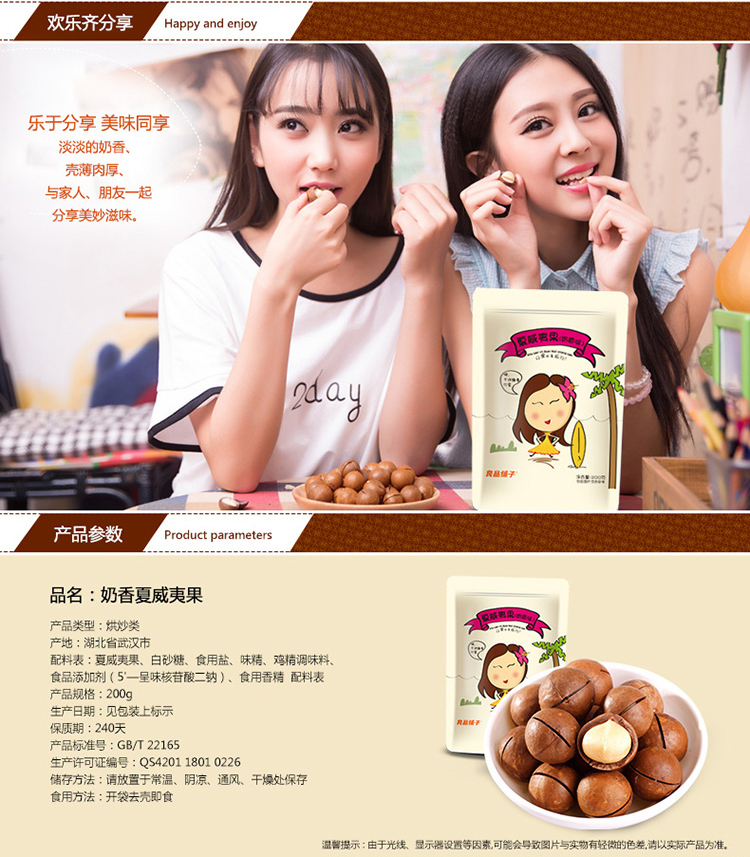 欢乐齐分享
Happy and enjoy
乐于分享 美味同享
淡淡的奶香、
壳薄肉厚、
与家人、朋友一起
分享美妙滋味。
2day
夏威夷果(奶香味)
良品铺子
产品参数
Product parameters
品名：奶香夏威夷果
产品类型：烘炒类
产地：湖北省武汉市
配料表：夏威夷果、白砂糖、食用盐、味精、鸡精调味料、
食品添加剂（5'—呈味核苷酸二钠）、食用香精 配料表
产品规格：200g
生产日期：见包装上标示
保质期：240天
产品标准号：GB/T 22165
生产许可证编号：QS4201 1801 0226
储存方法：请放置于常温、阴凉、通风、干燥处保存
食用方法：开袋去壳即食
夏威夷果(奶香味)
良品铺子
温馨提示：由于光线、显示器设置等因素,可能会导致图片与实物有轻微的色差,请以实际产品为准。